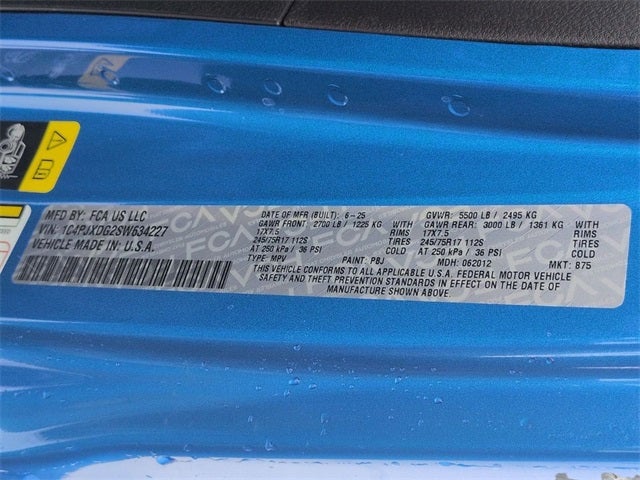 MFD BY: FCA US LLC
VIN: 1C4PJXDG2SW634227
VEHICLE MADE IN U.S.A.
DATE OF MFR (BUILT): 6-25 GVWR: 5500 LB / 2495 KG
GAWR FRONT: 2700 LB / 1225 KG GAWR REAR: 3000 LB / 1361 KG
17X7.5 RIMS 17X7.5 RIMS
245/75R17 112S TIRES 245/75R17 112S TIRES
AT 250 kPa / 36 PSI COLD AT 250 kPa / 36 PSI COLD
TYPE: MPV PAINT: PBJ MDH: 062012 MKT: 875
THIS VEHICLE CONFORMS TO ALL APPLICABLE U.S.A. FEDERAL MOTOR VEHICLE
SAFETY AND THEFT PREVENTION STANDARDS IN EFFECT ON THE DATE OF
MANUFACTURE SHOWN ABOVE.